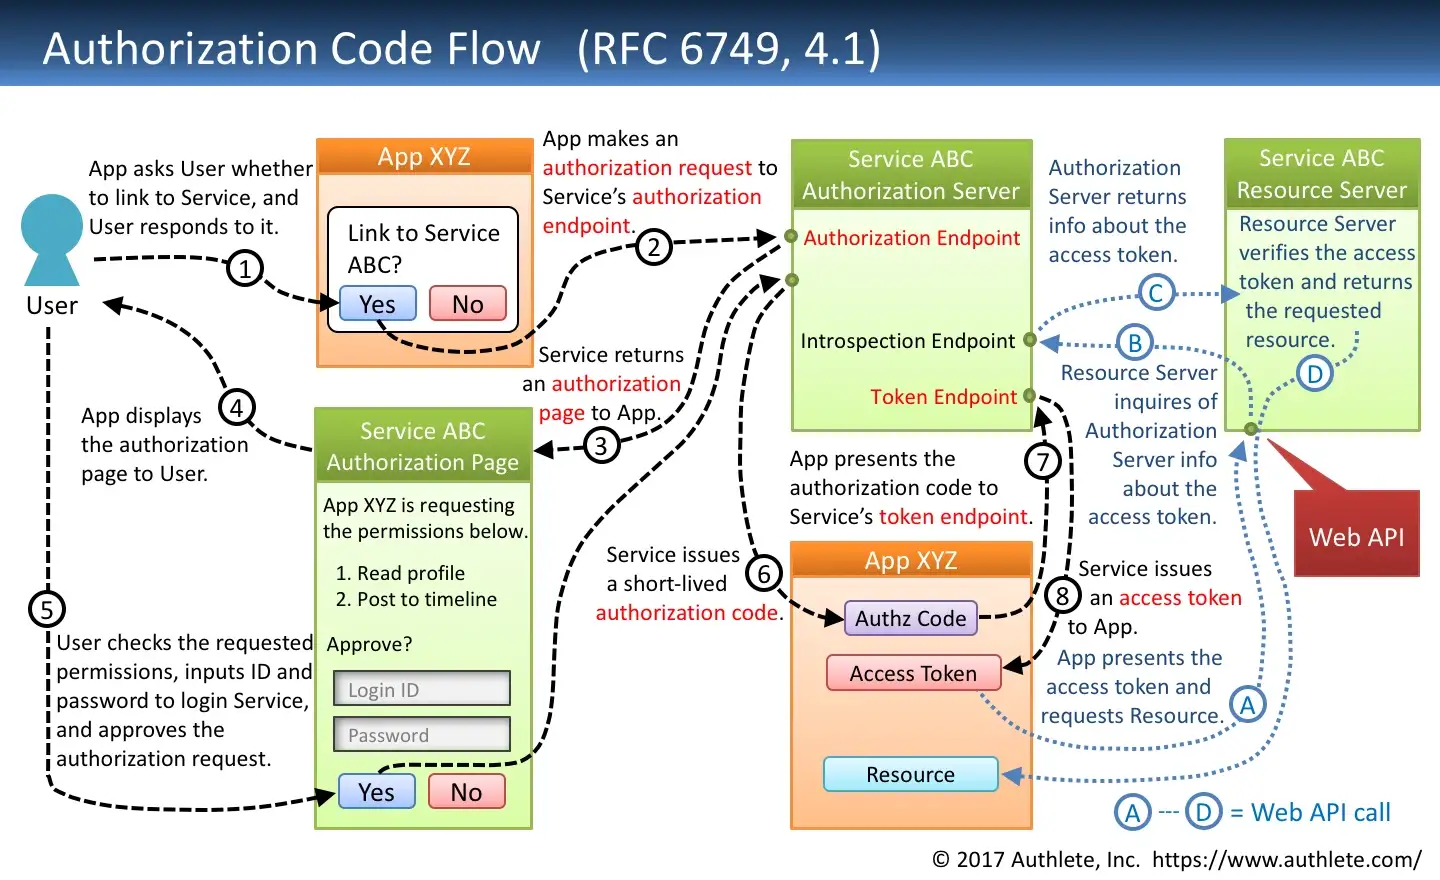 Authorization Code Flow (RFC 6749, 4.1)
App asks User whether
to link to Service, and
User responds to it.
User
1
App XYZ
Link to Service
ABC?
Yes
No
App makes an
authorization request to
Service's authorization
endpoint.
2
Service ABC
Authorization Server
Authorization Endpoint
Introspection Endpoint
Token Endpoint
Service returns
an authorization
page to App.
3
App displays
the authorization
page to User.
4
Service ABC
Authorization Page
App XYZ is requesting
the permissions below.
1. Read profile
2. Post to timeline
Approve?
Login ID
Password
Yes
No
5
User checks the requested
permissions, inputs ID and
password to login Service,
and approves the
authorization request.
Service issues
a short-lived
authorization code.
6
App presents the
authorization code to
Service's token endpoint.
7
App XYZ
Authz Code
Access Token
Resource
8
Service issues
an access token
to App.
App presents the
access token and
requests Resource.
A
Resource Server
inquires of
Authorization
Server info
about the
access token.
B
Authorization
Server returns
info about the
access token.
C
Service ABC
Resource Server
Resource Server
verifies the access
token and returns
the requested
resource.
D
Web API
A --- D = Web API call
© 2017 Authlete, Inc. https://www.authlete.com/